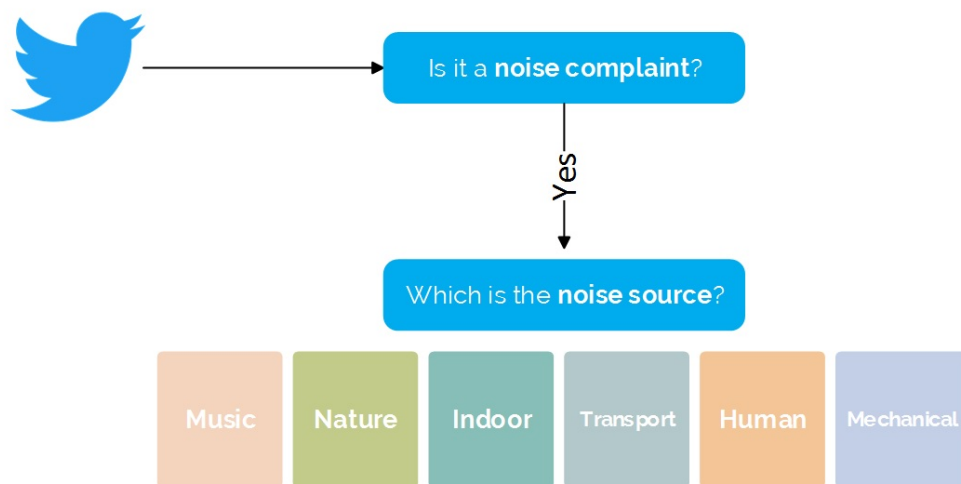 Is it a noise complaint?
Yes
Which is the noise source?
Music
Nature
Indoor
Transport
Human
Mechanical